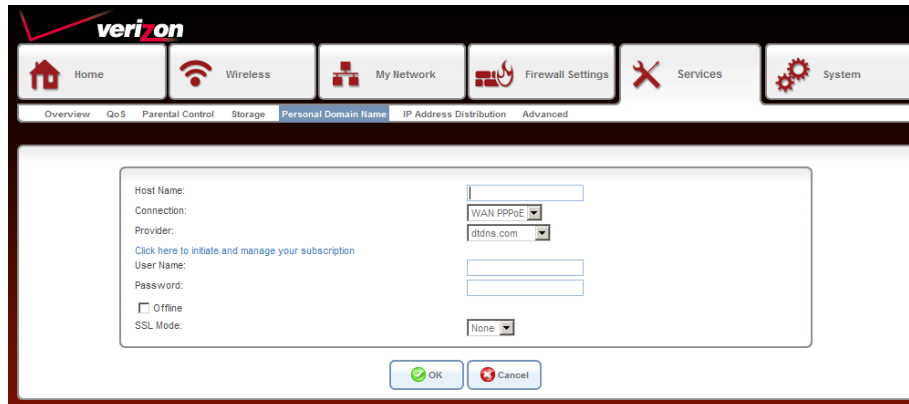 verizon
Home Wireless My Network Firewall Settings Services System
Overview QoS Parental Control Storage Personal Domain Name IP Address Distribution Advanced
Host Name:
Connection: WAN PPPoE
Provider: dtdns.com
Click here to initiate and manage your subscription
User Name:
Password:
Offline
SSL Mode: None
OK Cancel